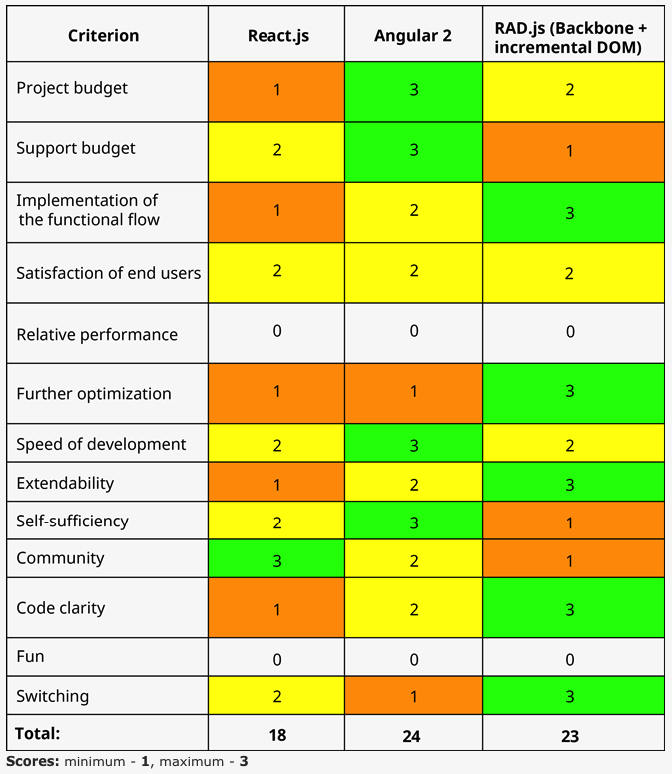 Criterion React.js Angular 2 RAD.js (Backbone +
incremental DOM)
Project budget 1 3 2
Support budget 2 3 1
Implementation of
the functional flow 1 2 3
Satisfaction of end users 2 2 2
Relative performance 0 0 0
Further optimization 1 1 3
Speed of development 2 3 2
Extendability 1 2 3
Self-sufficiency 2 3 1
Community 3 2 1
Code clarity 1 2 3
Fun 0 0 0
Switching 2 1 3
Total: 18 24 23
Scores: minimum - 1, maximum - 3